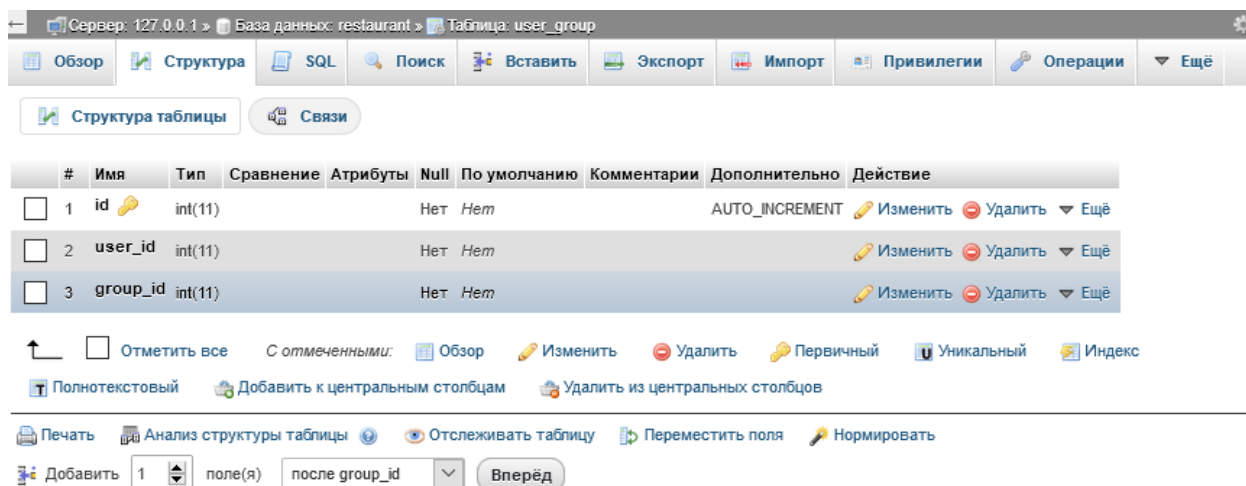 Сервер: 127.0.0.1 » База данных: restaurant » Таблица: user_group
Обзор Структура SQL Поиск Вставить Экспорт Импорт Привилегии Операции Ещё
Структура таблицы Связи
# Имя Тип Сравнение Атрибуты Null По умолчанию Комментарии Дополнительно Действие
1 id int(11) Нет Нет AUTO_INCREMENT Изменить Удалить Ещё
2 user_id int(11) Нет Нет Изменить Удалить Ещё
3 group_id int(11) Нет Нет Изменить Удалить Ещё
Отметить все С отмеченными: Обзор Изменить Удалить Первичный Уникальный Индекс
Полнотекстовый Добавить к центральным столбцам Удалить из центральных столбцов
Печать Анализ структуры таблицы Отслеживать таблицу Переместить поля Нормировать
Добавить 1 поле(я) после group_id Вперёд